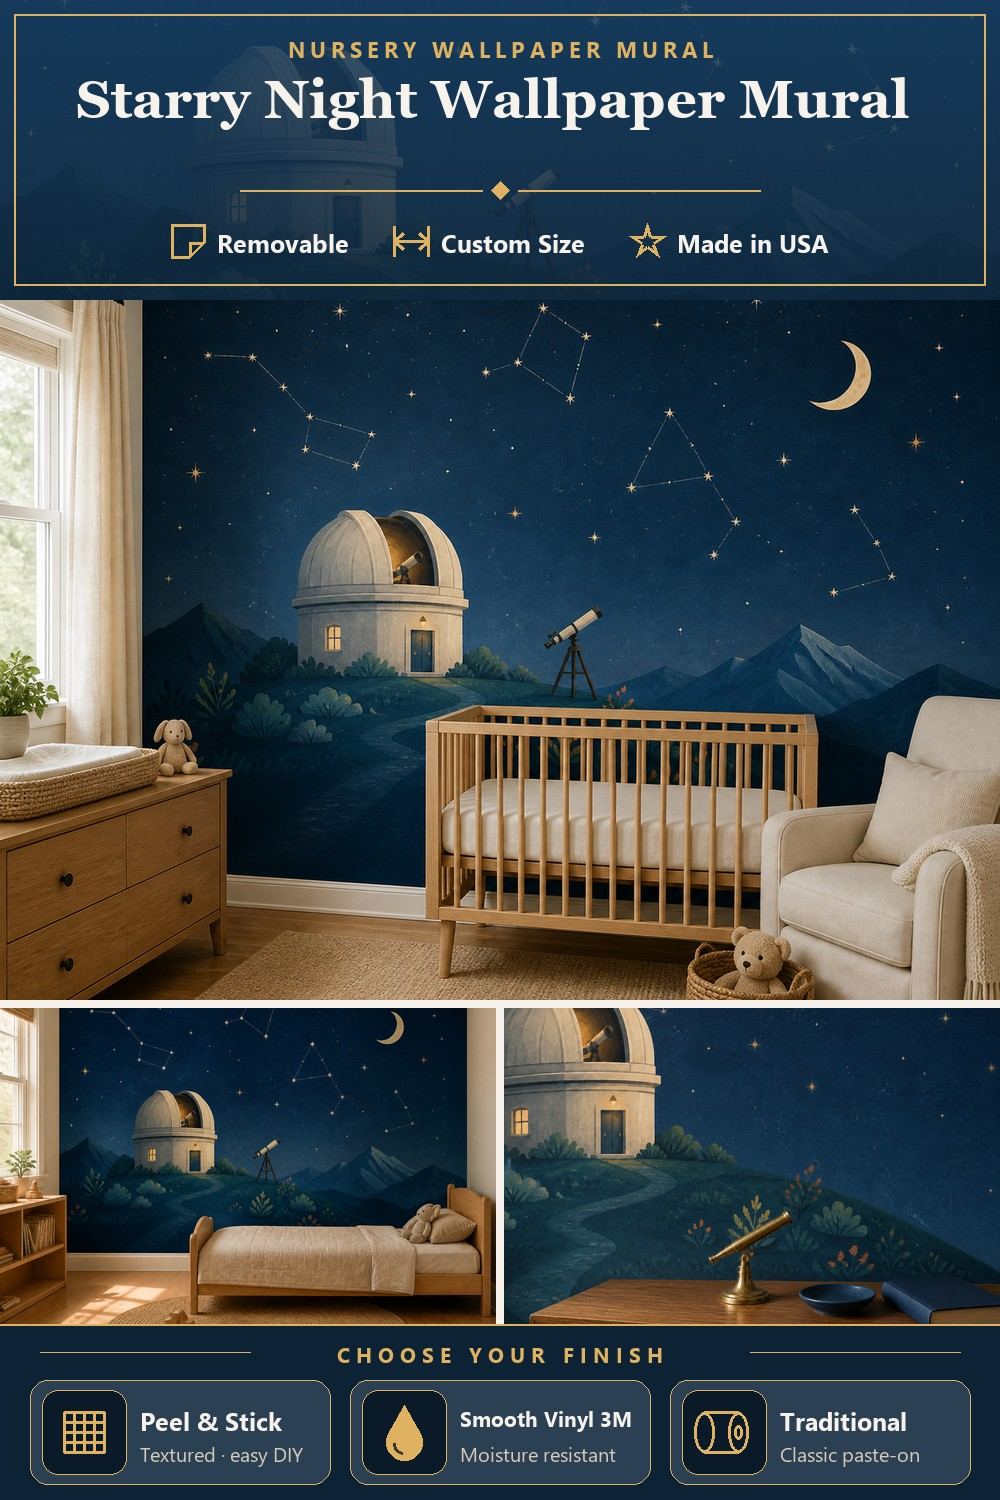 NURSERY WALLPAPER MURAL
Starry Night Wallpaper Mural
Removable
Custom Size
Made in USA
CHOOSE YOUR FINISH
Peel & Stick
Textured · easy DIY
Smooth Vinyl 3M
Moisture resistant
Traditional
Classic paste-on